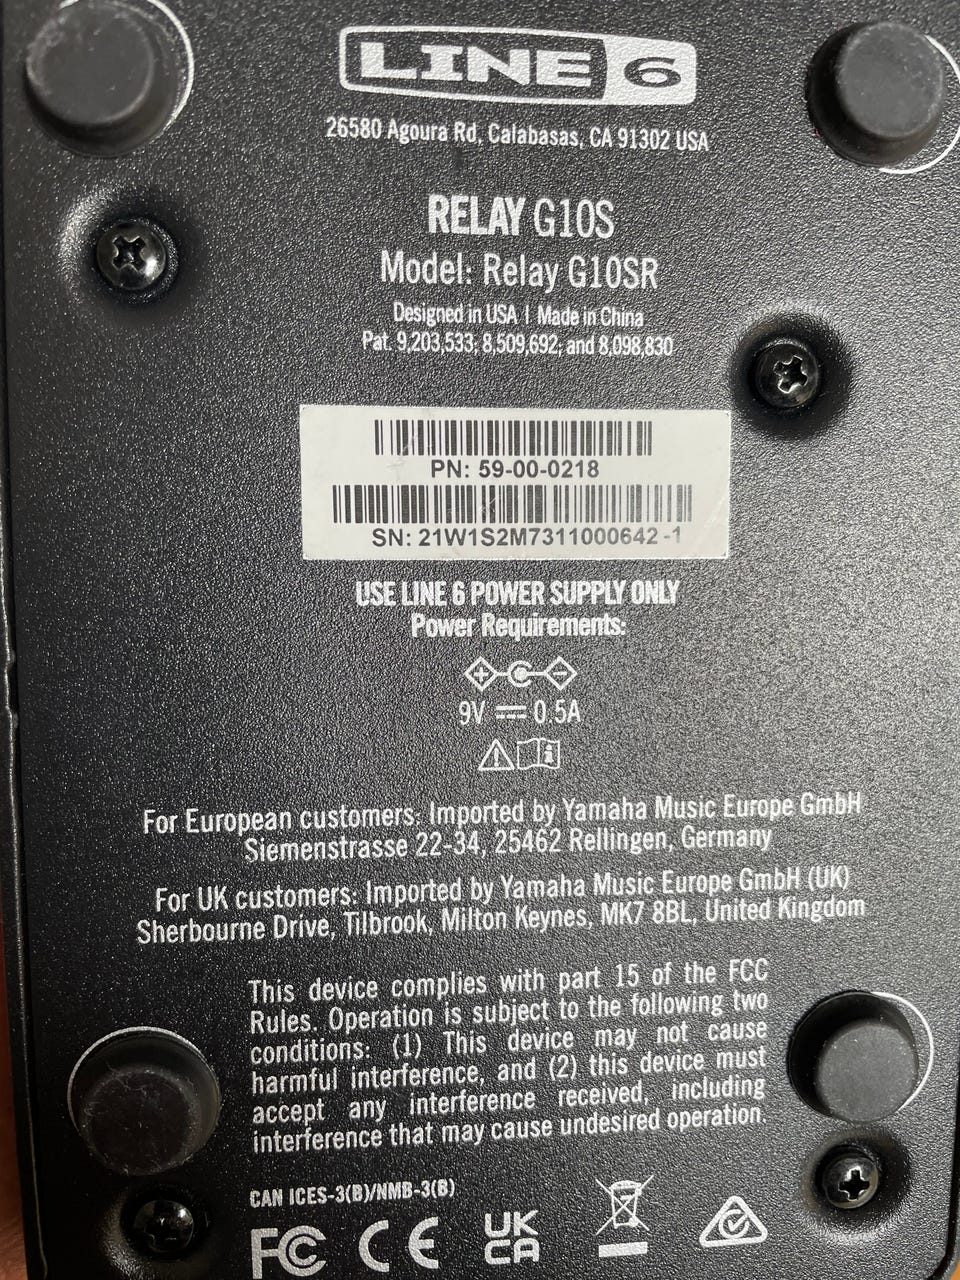 LINE 6
26580 Agoura Rd, Calabasas, CA 91302 USA
RELAY G10S
Model: Relay G10SR
Designed in USA | Made in China
Pat. 9,203,533; 8,509,692; and 8,098,830
PN: 59-00-0218
SN: 21W1S2M7311000642 -1
USE LINE 6 POWER SUPPLY ONLY
Power Requirements:
9V ⎓ 0.5A
For European customers: Imported by Yamaha Music Europe GmbH
Siemenstrasse 22-34, 25462 Rellingen, Germany
For UK customers: Imported by Yamaha Music Europe GmbH (UK)
Sherbourne Drive, Tilbrook, Milton Keynes, MK7 8BL, United Kingdom
This device complies with part 15 of the FCC
Rules. Operation is subject to the following two
conditions: (1) This device may not cause
harmful interference, and (2) this device must
accept any interference received, including
interference that may cause undesired operation.
CAN ICES-3(B)/NMB-3(B)
FC CE UK
CA